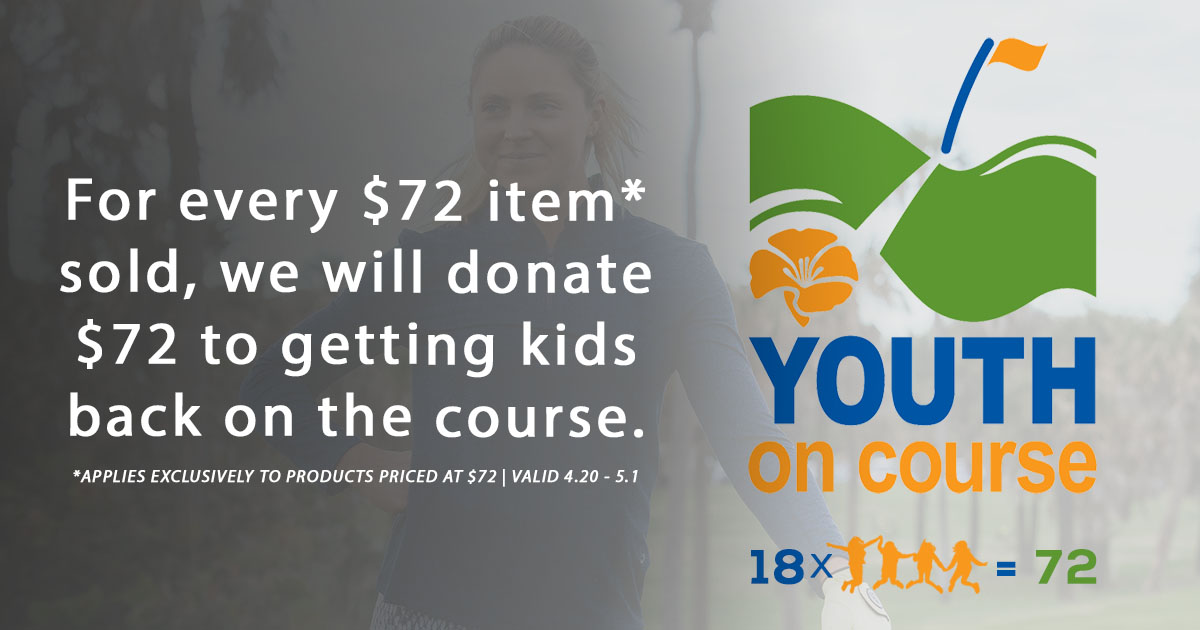 For every $72 item*
sold, we will donate
$72 to getting kids
back on the course.
*APPLIES EXCLUSIVELY TO PRODUCTS PRICED AT $72 | VALID 4.20 - 5.1
YOUTH
on course
18x = 72